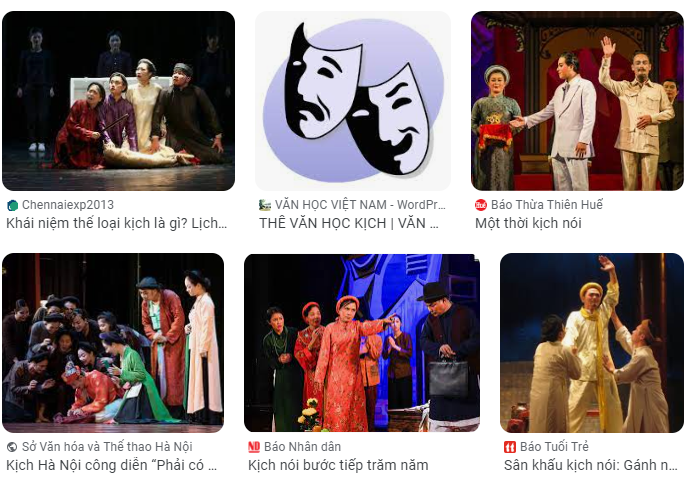 Chennaiexp2013
Khái niệm thể loại kịch là gì? Lịch...
VĂN HỌC VIỆT NAM - WordPr...
THỂ VĂN HỌC KỊCH | VĂN ...
Huế Báo Thừa Thiên Huế
Một thời kịch nói
Sở Văn hóa và Thể thao Hà Nội
Kịch Hà Nội công diễn “Phải có ...
ND Báo Nhân dân
Kịch nói bước tiếp trăm năm
tt Báo Tuổi Trẻ
Sân khấu kịch nói: Gánh n...